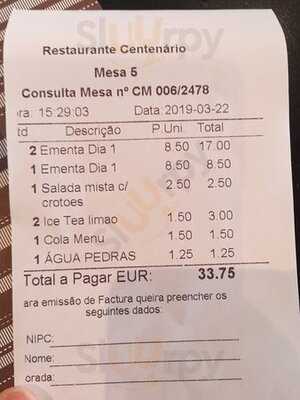 Restaurante Centenário
Mesa 5
Consulta Mesa nº CM 006/2478
ora: 15:29:03 Data:2019-03-22
td Descrição P.Uni. Total
2 Ementa Dia 1 8.50 17.00
1 Ementa Dia 1 8.50 8.50
1 Salada mista c/ 2.50 2.50
crotoes
2 Ice Tea limao 1.50 3.00
1 Cola Menu 1.50 1.50
1 ÁGUA PEDRAS 1.25 1.25
Total a Pagar EUR: 33.75
ara emissão de Factura queira preencher os
seguintes dados:
NIPC:
Nome:
orada:
Sluurpy
Sluurpy
Sluurpy